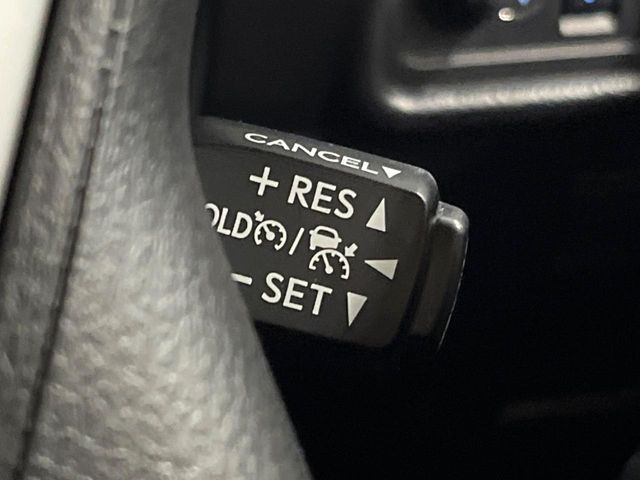 CANCEL▼
+ RES ▲
OLD / ◀
− SET ▼